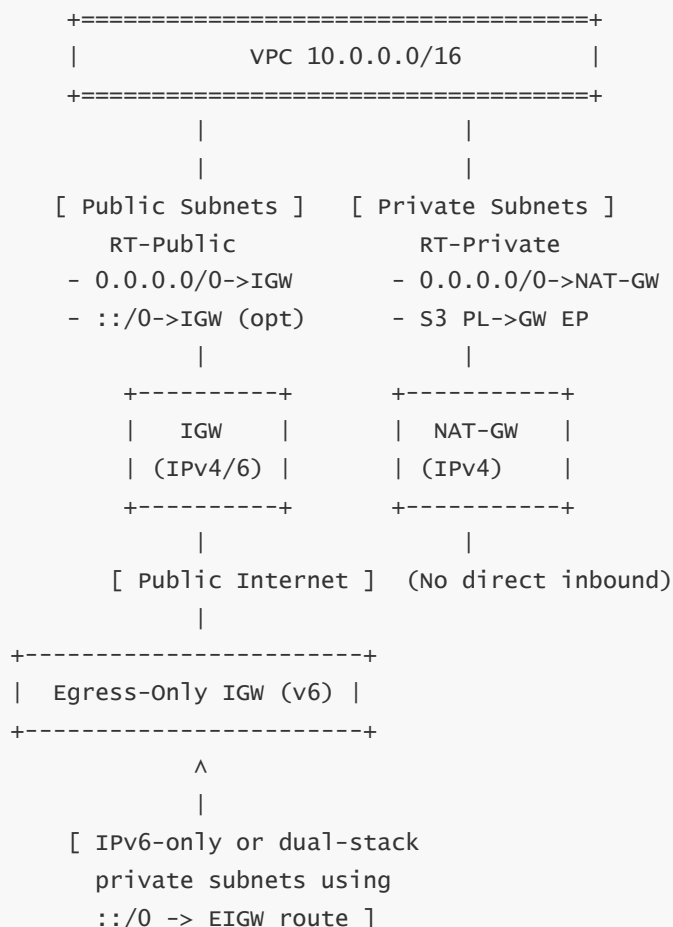 +====================================+
|            VPC 10.0.0.0/16         |
+====================================+
|                  |
|                  |
[ Public Subnets ]   [ Private Subnets ]
RT-Public            RT-Private
- 0.0.0.0/0->IGW       - 0.0.0.0/0->NAT-GW
- ::/0->IGW (opt)      - S3 PL->GW EP
|                  |
+----------+       +-----------+
|   IGW    |       |  NAT-GW   |
| (IPv4/6) |       | (IPv4)    |
+----------+       +-----------+
|                  |
[ Public Internet ]  (No direct inbound)
|
+------------------------+
|  Egress-Only IGW (v6) |
+------------------------+
^
|
[ IPv6-only or dual-stack
private subnets using
::/0 -> EIGW route ]